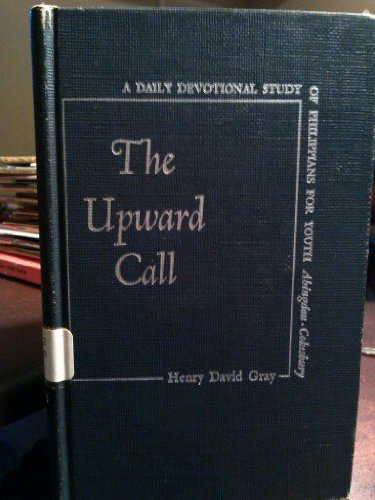 A DAILY DEVOTIONAL STUDY
OF PHILIPPIANS FOR YOUTH Abingdon · Cokesbury
The
Upward
Call
Henry David Gray